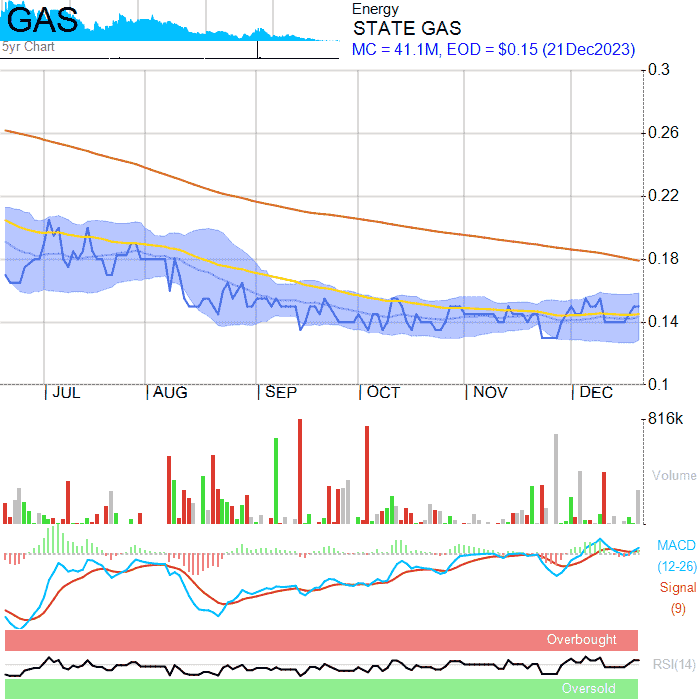 GAS
5yr Chart
Energy
STATE GAS
MC = 41.1M, EOD = $0.15 (21Dec2023)
0.3
0.26
0.22
0.18
0.14
0.1
JUL AUG SEP OCT NOV DEC
816k
Volume
MACD
(12-26)
Signal
(9)
Overbought
RSI(14)
Oversold